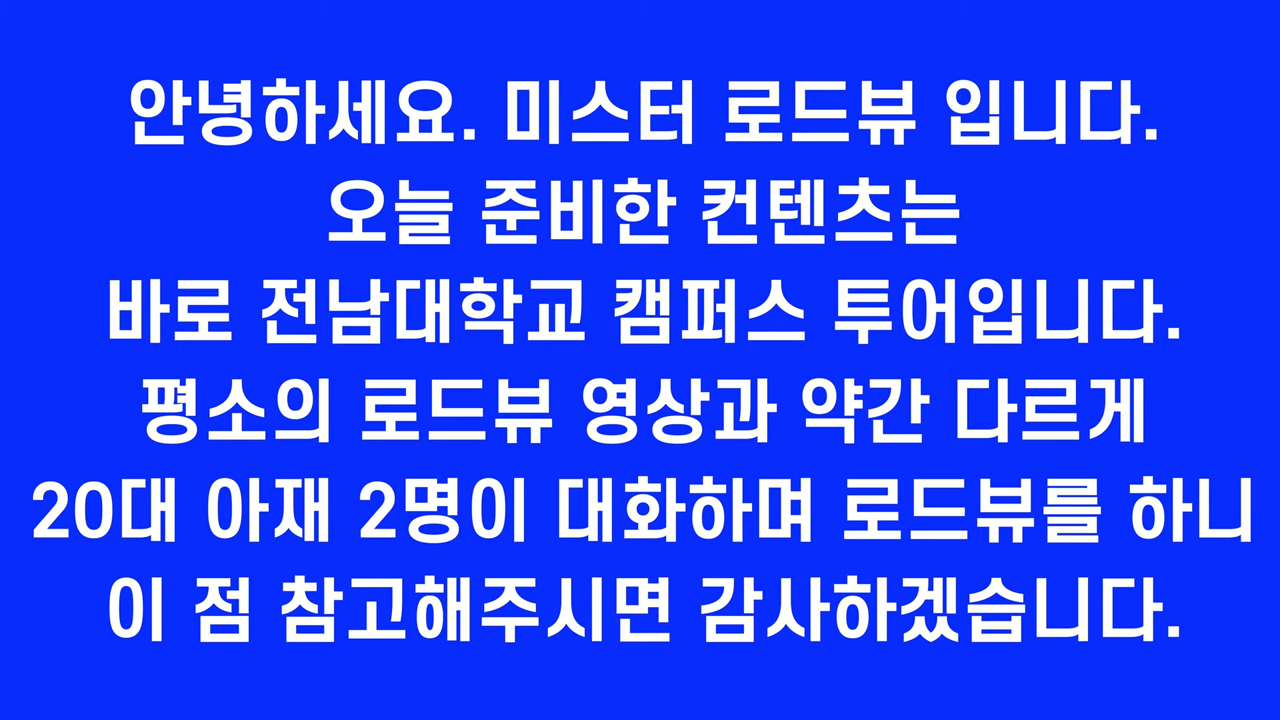 안녕하세요. 미스터 로드뷰 입니다.
오늘 준비한 컨텐츠는
바로 전남대학교 캠퍼스 투어입니다.
평소의 로드뷰 영상과 약간 다르게
20대 아재 2명이 대화하며 로드뷰를 하니
이 점 참고해주시면 감사하겠습니다.